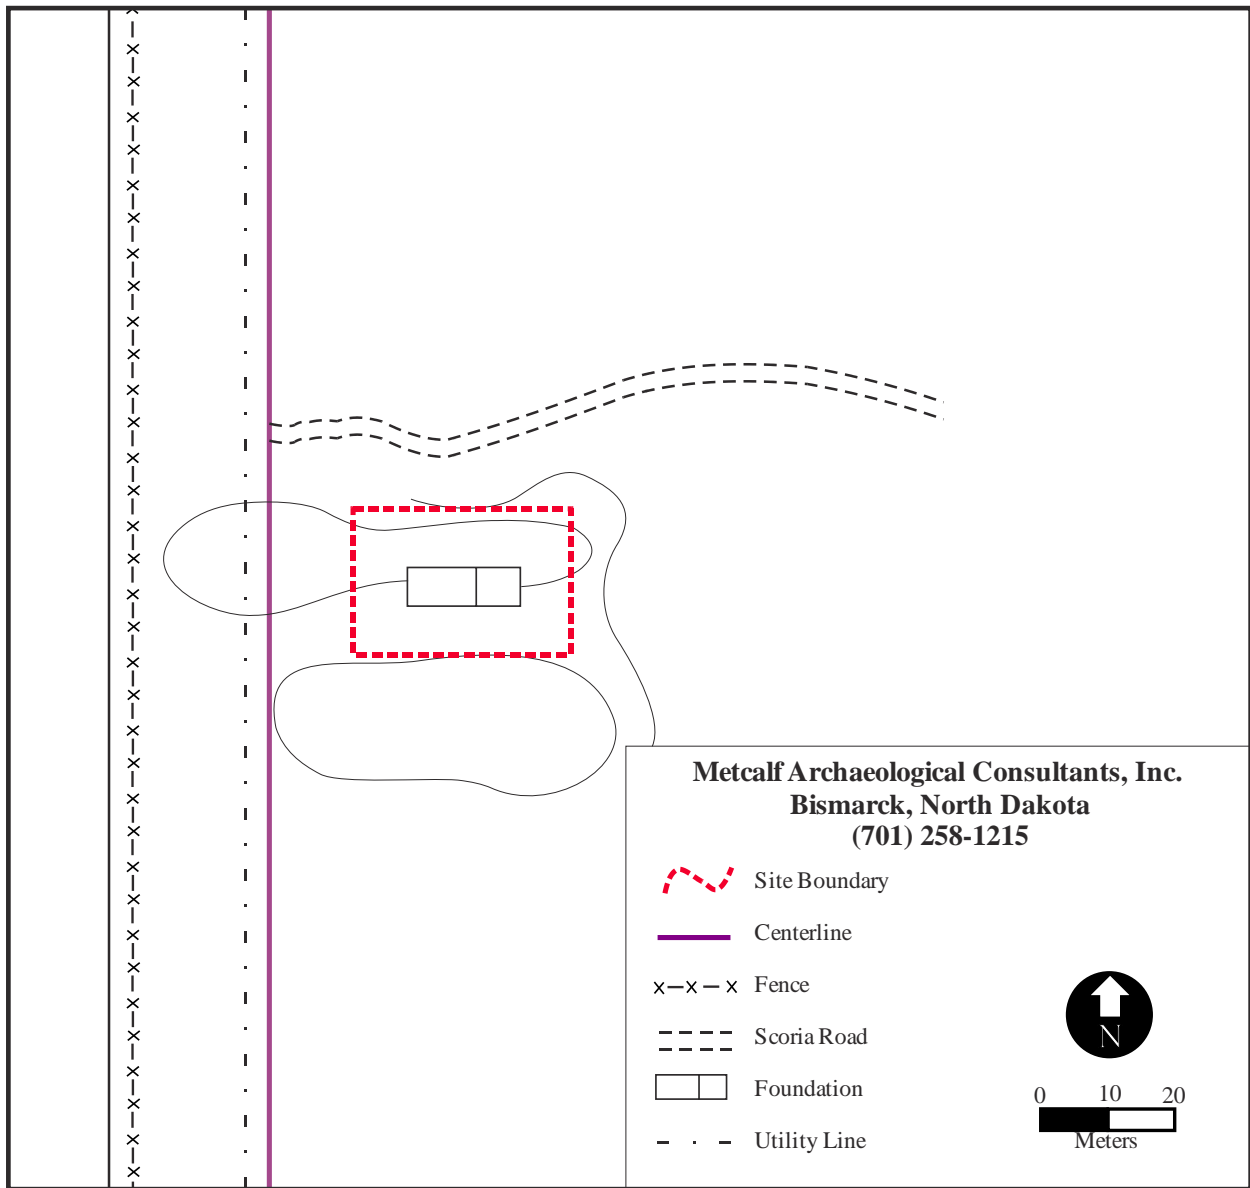 Metcalf Archaeological Consultants, Inc.
Bismarck, North Dakota
(701) 258-1215
Site Boundary
Centerline
Fence
Scoria Road
Foundation
Utility Line
N
0 10 20
Meters